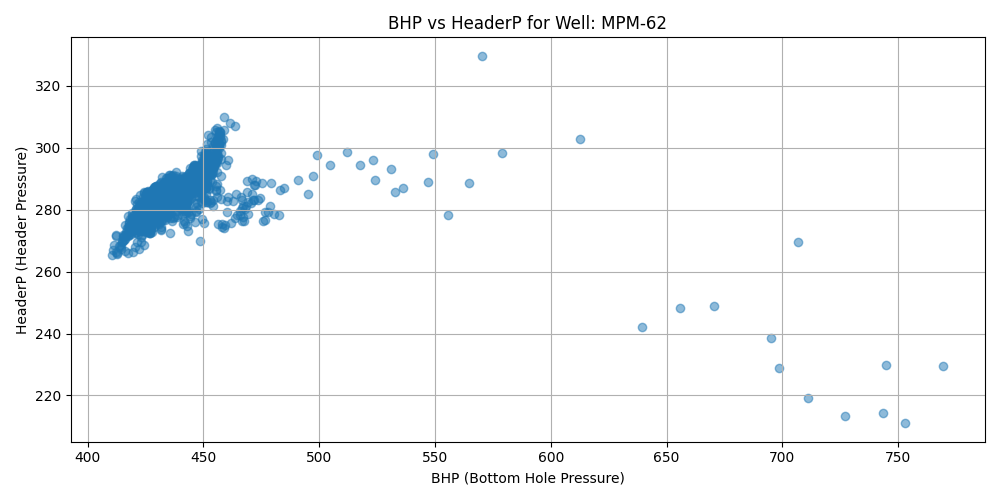 BHP vs HeaderP for Well: MPM-62
HeaderP (Header Pressure)
320
300
280
260
240
220
400 450 500 550 600 650 700 750
BHP (Bottom Hole Pressure)